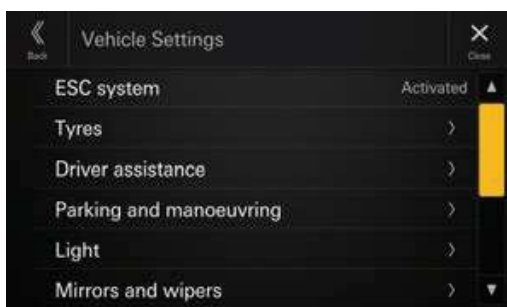 Vehicle Settings
Back
Close
ESC system Activated
Tyres
Driver assistance
Parking and manoeuvring
Light
Mirrors and wipers